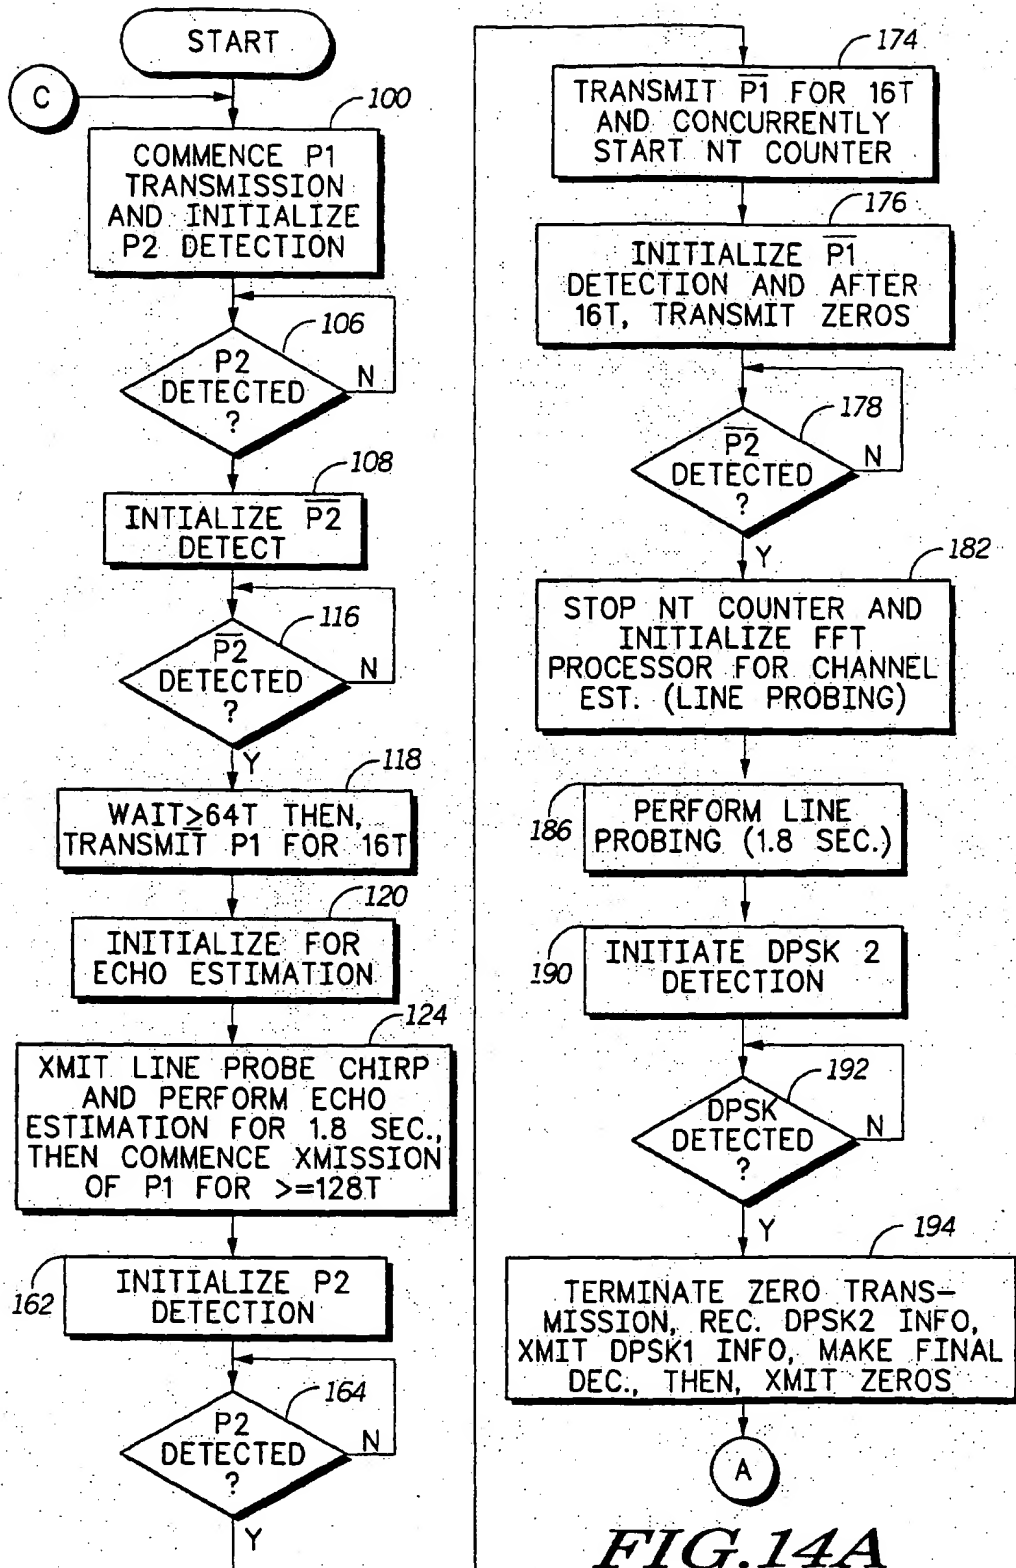 START
C
100
COMMENCE P1
TRANSMISSION
AND INITIALIZE
P2 DETECTION
106
P2
DETECTED
?
N
108
INTIALIZE P̅2̅
DETECT
116
P̅2̅
DETECTED
?
N
Y
118
WAIT≥64T THEN,
TRANSMIT P̅1̅ FOR 16T
120
INITIALIZE FOR
ECHO ESTIMATION
124
XMIT LINE PROBE CHIRP
AND PERFORM ECHO
ESTIMATION FOR 1.8 SEC.,
THEN COMMENCE XMISSION
OF P1 FOR >=128T
162
INITIALIZE P2
DETECTION
164
P2
DETECTED
?
N
Y
174
TRANSMIT P̅1̅ FOR 16T
AND CONCURRENTLY
START NT COUNTER
176
INITIALIZE P̅1̅
DETECTION AND AFTER
16T, TRANSMIT ZEROS
178
P̅2̅
DETECTED
?
N
Y
182
STOP NT COUNTER AND
INITIALIZE FFT
PROCESSOR FOR CHANNEL
EST. (LINE PROBING)
186
PERFORM LINE
PROBING (1.8 SEC.)
190
INITIATE DPSK 2
DETECTION
192
DPSK
DETECTED
?
N
Y
194
TERMINATE ZERO TRANS-
MISSION, REC. DPSK2 INFO,
XMIT DPSK1 INFO, MAKE FINAL
DEC., THEN, XMIT ZEROS
A
FIG.14A